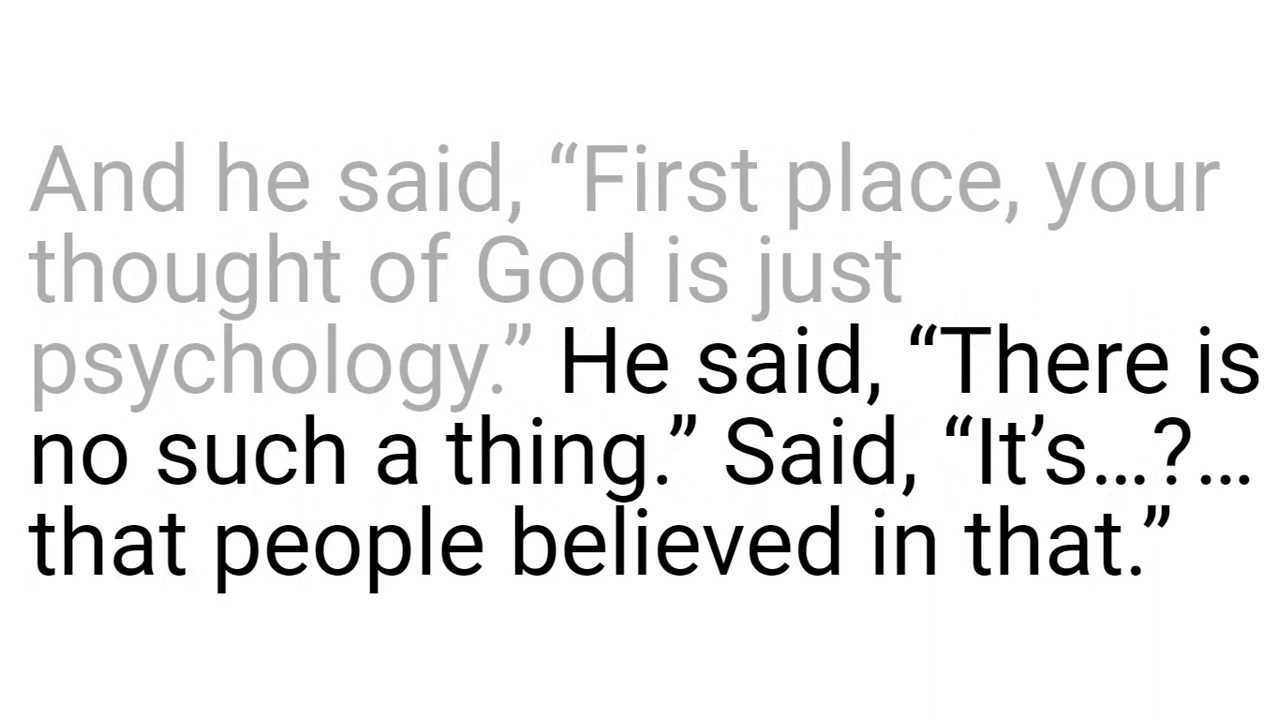 And he said, “First place, your
thought of God is just
psychology.” He said, “There is
no such a thing.” Said, “It’s…?…
that people believed in that.”